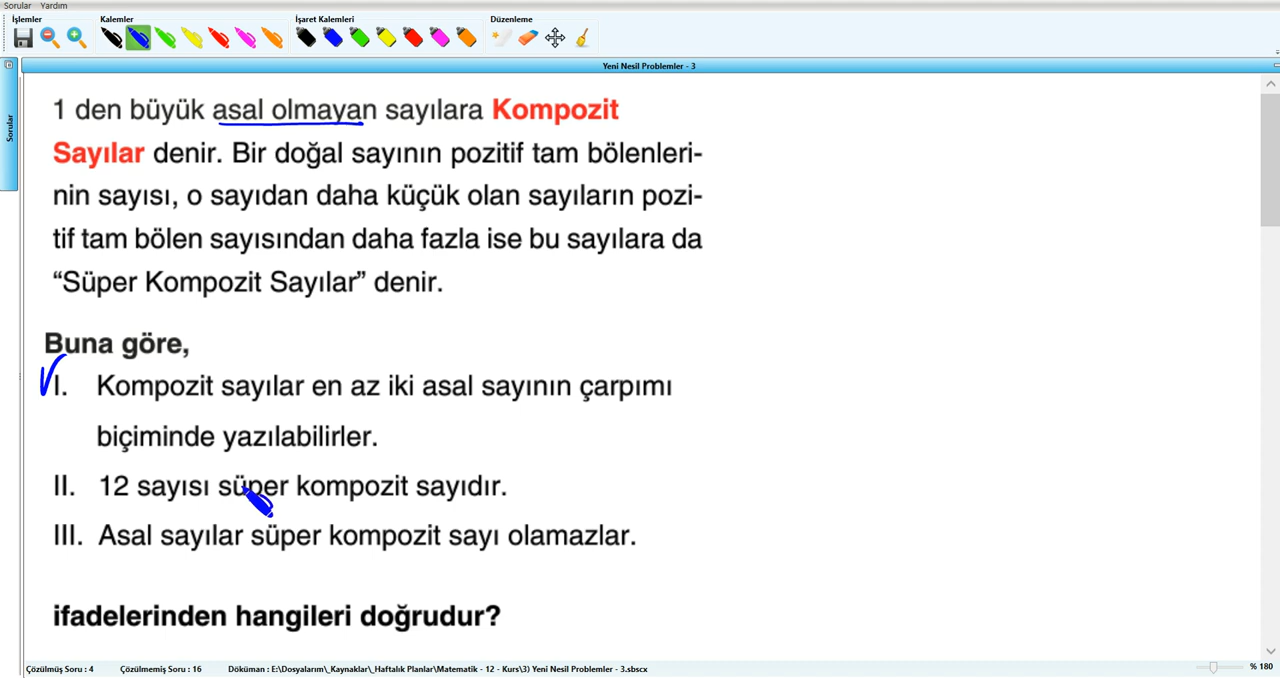 Sorular Yardım
İşlemler Kalemler İşaret Kalemleri Düzenleme
Yeni Nesil Problemler - 3
Sorular
1 den büyük asal olmayan sayılara Kompozit
Sayılar denir. Bir doğal sayının pozitif tam bölenleri-
nin sayısı, o sayıdan daha küçük olan sayıların pozi-
tif tam bölen sayısından daha fazla ise bu sayılara da
“Süper Kompozit Sayılar” denir.
Buna göre,
I. Kompozit sayılar en az iki asal sayının çarpımı
biçiminde yazılabilirler.
II. 12 sayısı süper kompozit sayıdır.
III. Asal sayılar süper kompozit sayı olamazlar.
ifadelerinden hangileri doğrudur?
Çözülmüş Soru : 4 Çözülmemiş Soru : 16 Döküman : E:\Dosyalarım\_Kaynaklar\_Haftalık Planlar\Matematik - 12 - Kurs\3) Yeni Nesil Problemler - 3.sbscx % 180